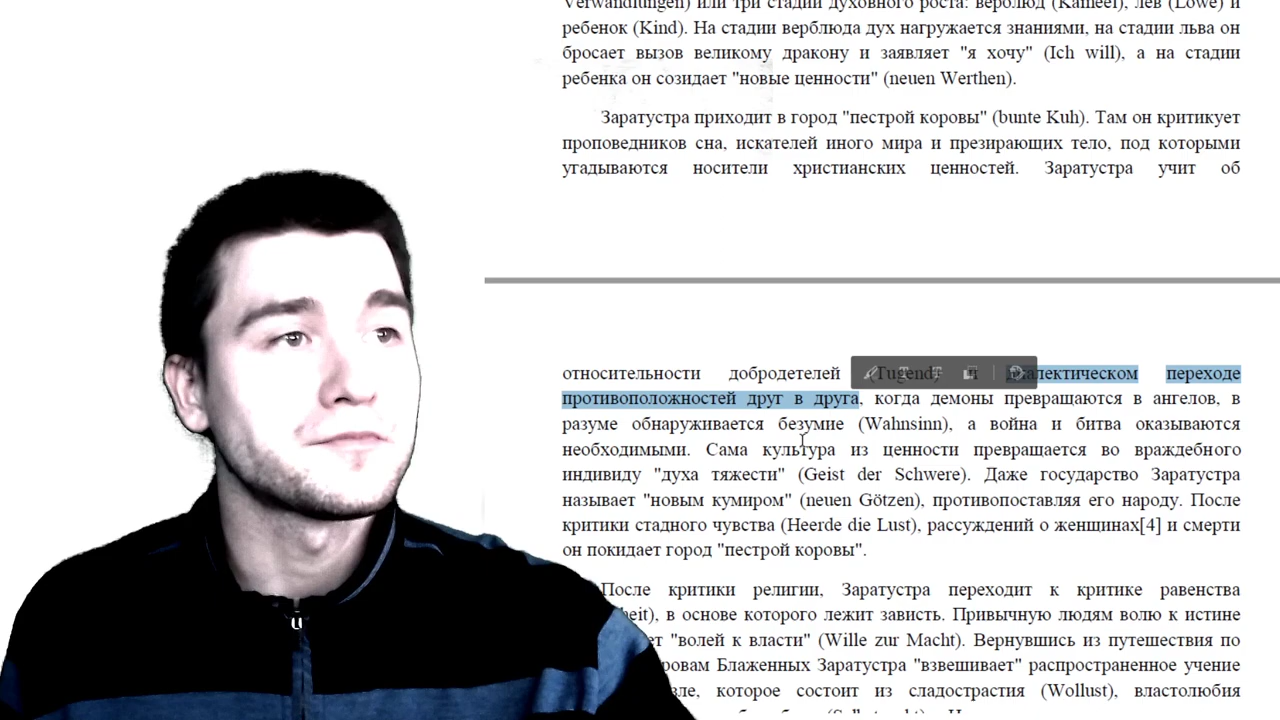 Verwandlungen) или три стадии духовного роста: верблюд (Kameel), лев (Löwe) и
ребенок (Kind). На стадии верблюда дух нагружается знаниями, на стадии льва он
бросает вызов великому дракону и заявляет "я хочу" (Ich will), а на стадии
ребенка он созидает "новые ценности" (neuen Werthen).
Заратустра приходит в город "пестрой коровы" (bunte Kuh). Там он критикует
проповедников сна, искателей иного мира и презирающих тело, под которыми
угадываются носители христианских ценностей. Заратустра учит об
относительности добродетелей (Tugend) и диалектическом переходе
противоположностей друг в друга, когда демоны превращаются в ангелов, в
разуме обнаруживается безумие (Wahnsinn), а война и битва оказываются
необходимыми. Сама культура из ценности превращается во враждебного
индивиду "духа тяжести" (Geist der Schwere). Даже государство Заратустра
называет "новым кумиром" (neuen Götzen), противопоставляя его народу. После
критики стадного чувства (Heerde die Lust), рассуждений о женщинах[4] и смерти
он покидает город "пестрой коровы".
После критики религии, Заратустра переходит к критике равенства
в основе которого лежит зависть. Привычную людям волю к истине
"волей к власти" (Wille zur Macht). Вернувшись из путешествия по
Блаженных Заратустра "взвешивает" распространенное учение
которое состоит из сладострастия (Wollust), властолюбия